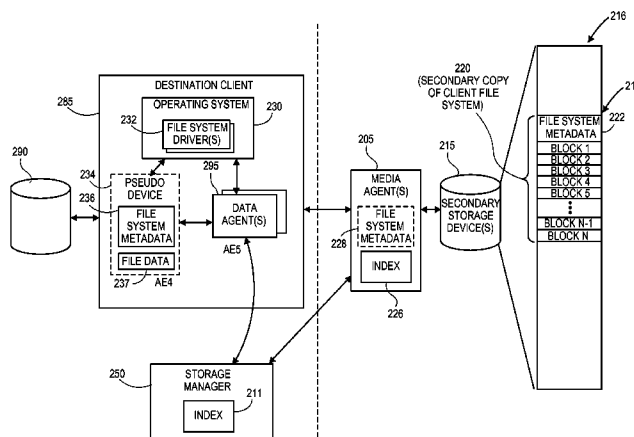 216
DESTINATION CLIENT
285
OPERATING SYSTEM
230
232
FILE SYSTEM
DRIVER(S)
220
(SECONDARY COPY
OF CLIENT FILE
SYSTEM)
21
FILE SYSTEM
METADATA
222
BLOCK 1
BLOCK 2
BLOCK 3
BLOCK 4
BLOCK 5
BLOCK N-1
BLOCK N
290
234
PSEUDO
DEVICE
236
FILE
SYSTEM
METADATA
FILE DATA
237
AE4
295
DATA
AGENT(S)
AE5
205
MEDIA
AGENT(S)
FILE
SYSTEM
METADATA
228
INDEX
226
215
SECONDARY
STORAGE
DEVICE(S)
250
STORAGE
MANAGER
INDEX
211